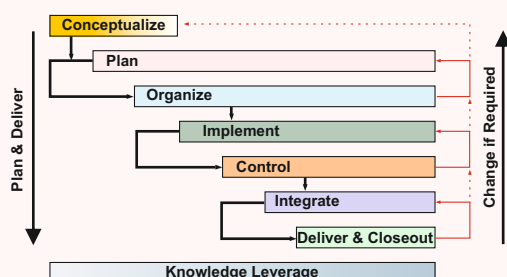 Conceptualize
Plan
Organize
Implement
Control
Integrate
Deliver & Closeout
Knowledge Leverage
Plan & Deliver
Change if Required